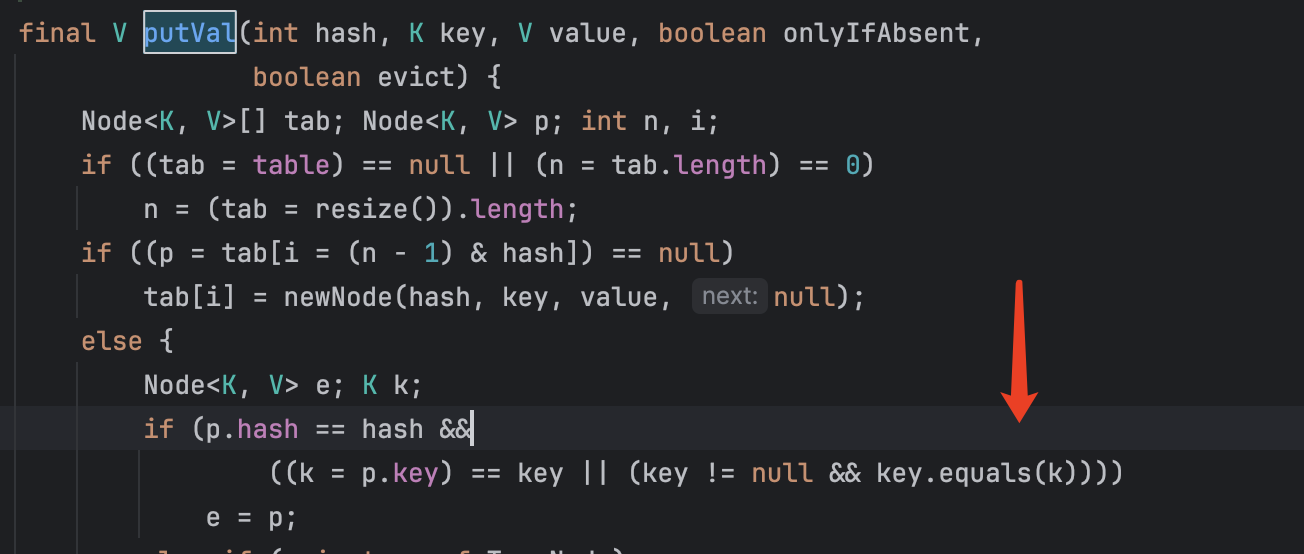 final V putVal(int hash, K key, V value, boolean onlyIfAbsent,
boolean evict) {
Node<K, V>[] tab; Node<K, V> p; int n, i;
if ((tab = table) == null || (n = tab.length) == 0)
n = (tab = resize()).length;
if ((p = tab[i = (n - 1) & hash]) == null)
tab[i] = newNode(hash, key, value, next: null);
else {
Node<K, V> e; K k;
if (p.hash == hash &&
((k = p.key) == key || (key != null && key.equals(k))))
e = p;